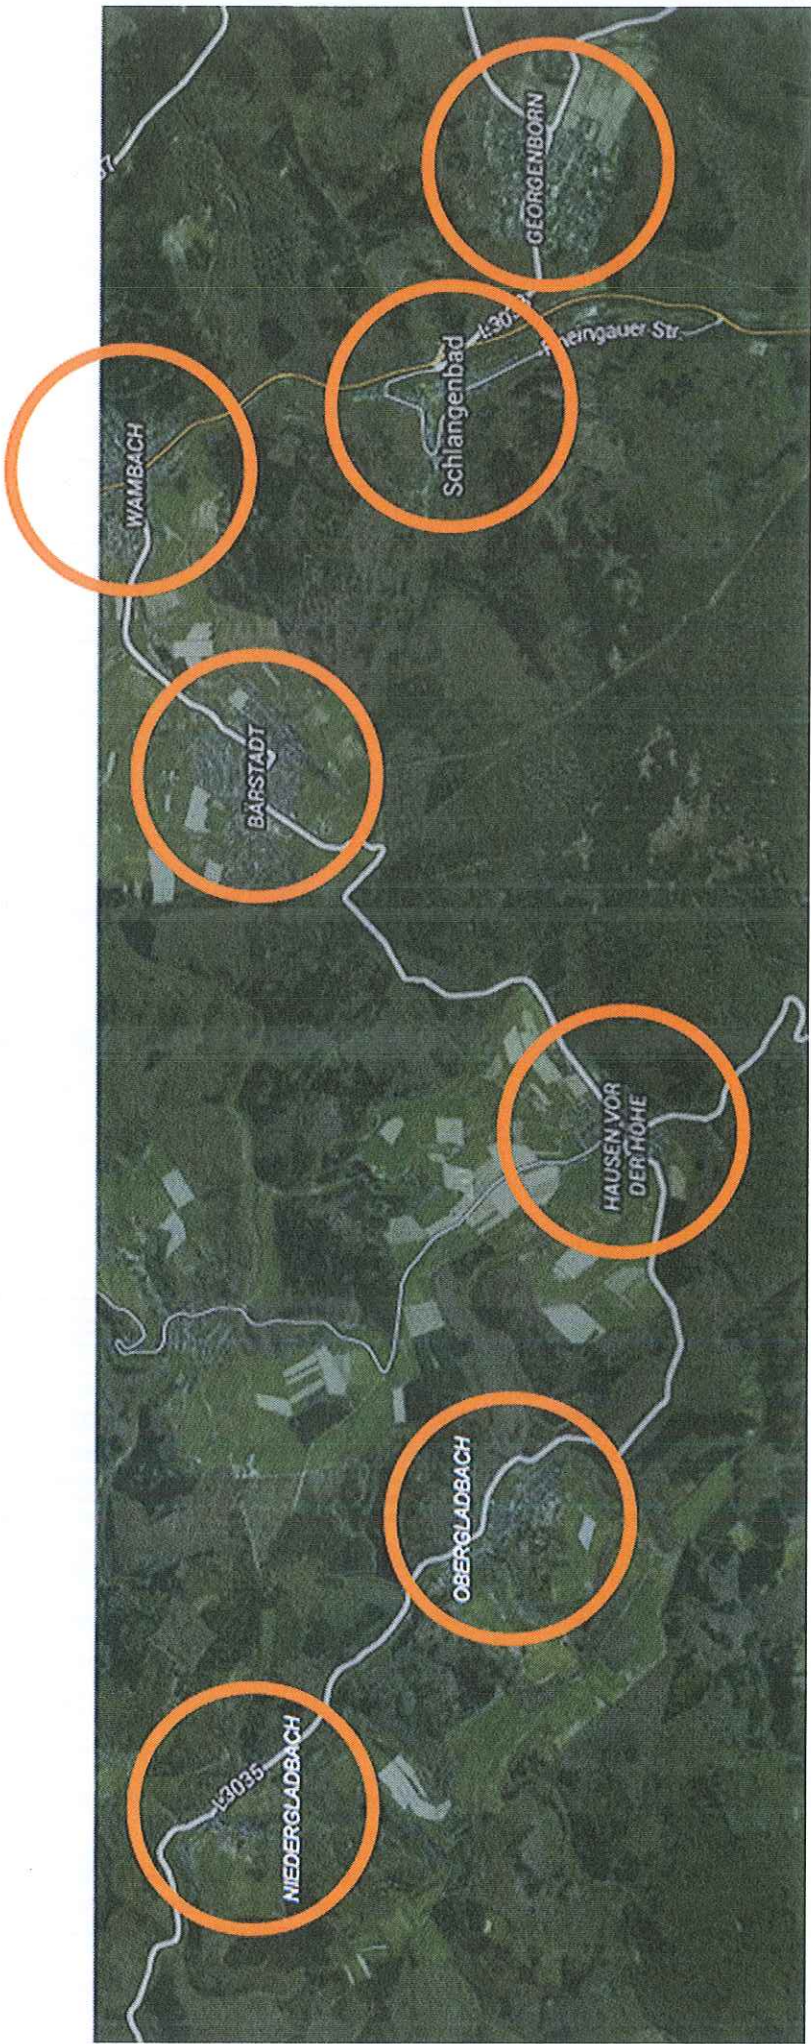 NIEDERGLADBACH
L3035
OBERGLADBACH
HAUSEN VOR
DER HÖHE
BÄRSTADT
WAMBACH
Schlangenbad
Rheingauer Str.
GEORGENBORN